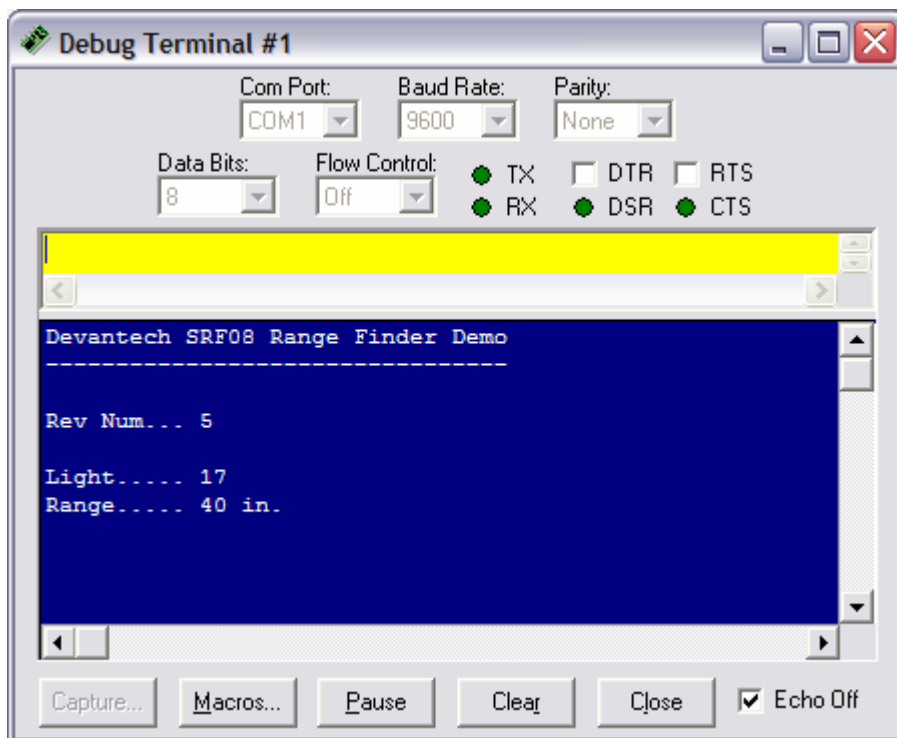 Debug Terminal #1
Com Port: Baud Rate: Parity:
COM1 9600 None
Data Bits: Flow Control: TX DTR RTS
8 Off RX DSR CTS
Devantech SRF08 Range Finder Demo
---------------------------------
Rev Num... 5
Light..... 17
Range..... 40 in.
Capture... Macros... Pause Clear Close Echo Off